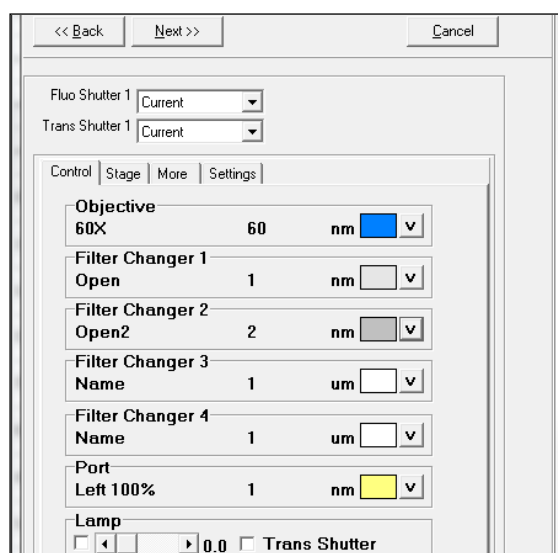 << Back Next >> Cancel
Fluo Shutter 1 Current
Trans Shutter 1 Current
Control Stage More Settings
Objective
60X 60 nm v
Filter Changer 1
Open 1 nm v
Filter Changer 2
Open2 2 nm v
Filter Changer 3
Name 1 um v
Filter Changer 4
Name 1 um v
Port
Left 100% 1 nm v
Lamp
0.0 Trans Shutter